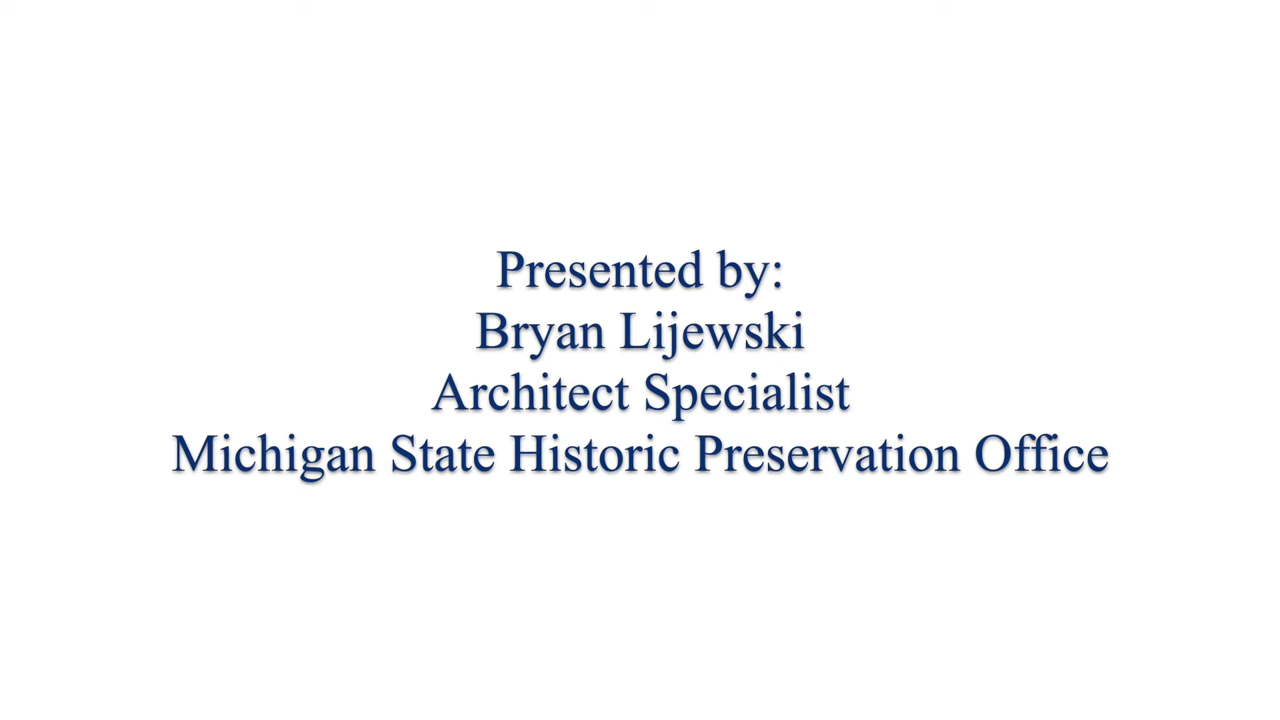 Presented by:
Bryan Lijewski
Architect Specialist
Michigan State Historic Preservation Office